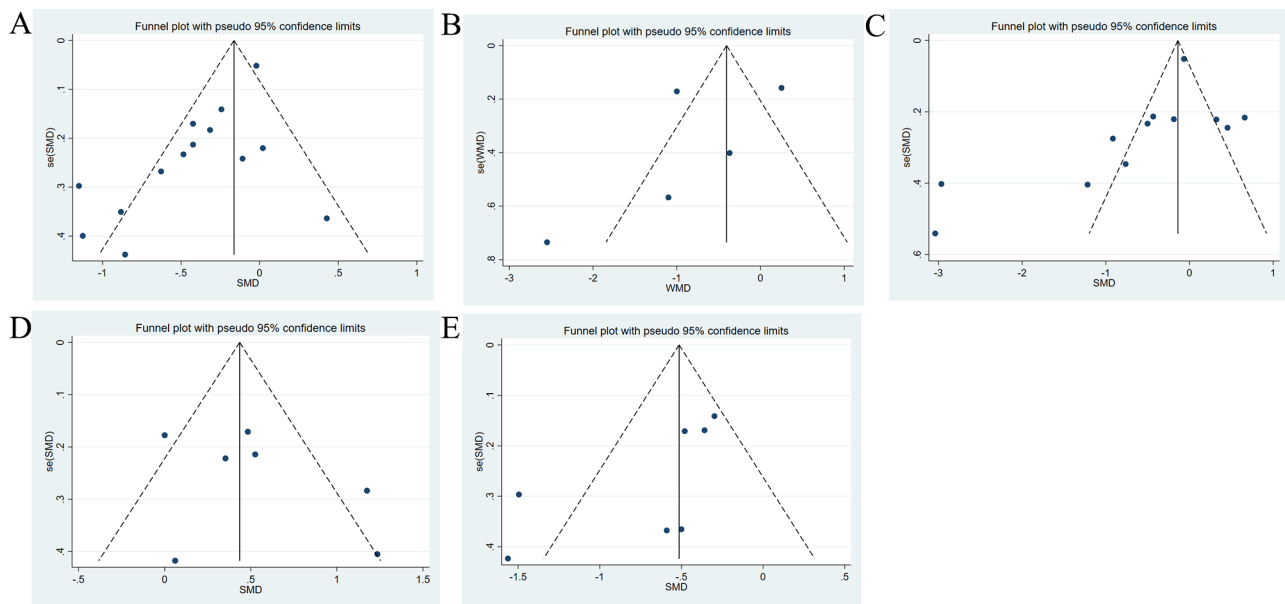 A
Funnel plot with pseudo 95% confidence limits
se(SMD)
0
.1
.2
.3
.4
-1
-.5
0
.5
1
SMD
B
Funnel plot with pseudo 95% confidence limits
se(WMD)
0
.2
.4
.6
.8
-3
-2
-1
0
1
WMD
C
Funnel plot with pseudo 95% confidence limits
se(SMD)
0
.2
.4
.6
-3
-2
-1
0
1
SMD
D
Funnel plot with pseudo 95% confidence limits
se(SMD)
0
.1
.2
.3
.4
-.5
0
.5
1
1.5
SMD
E
Funnel plot with pseudo 95% confidence limits
se(SMD)
0
.1
.2
.3
.4
-1.5
-1
-.5
0
.5
SMD